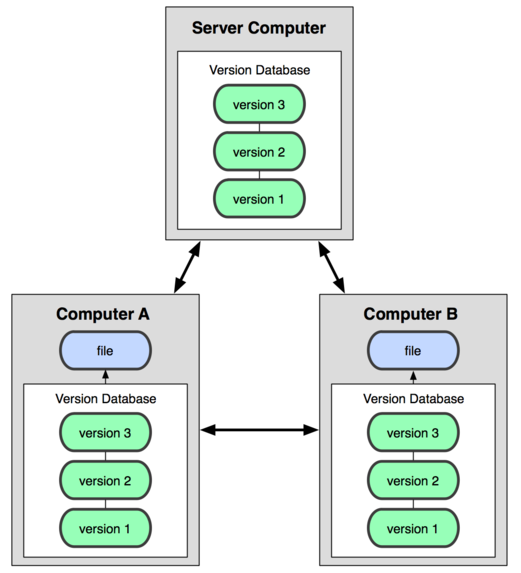 Server Computer
Version Database
version 3
version 2
version 1
Computer A
file
Version Database
version 3
version 2
version 1
Computer B
file
Version Database
version 3
version 2
version 1